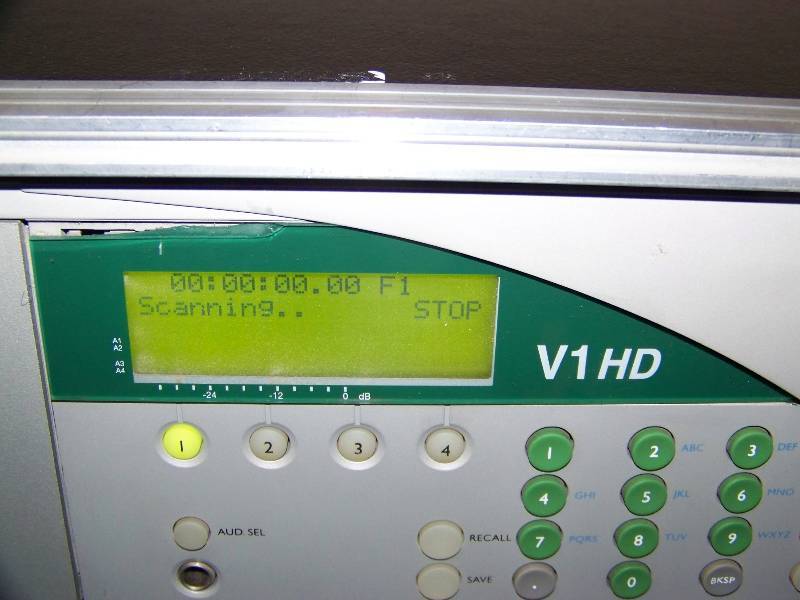 00:00:00.00 F1
Scanning.. STOP
A1
A2
A3
A4
-24 -12 0 dB
V1 HD
1 2 3 4
1 2 ABC 3 DEF
4 GHI 5 JKL 6 MNO
AUD. SEL RECALL 7 PQRS 8 TUV 9 WXYZ
SAVE . 0 BKSP